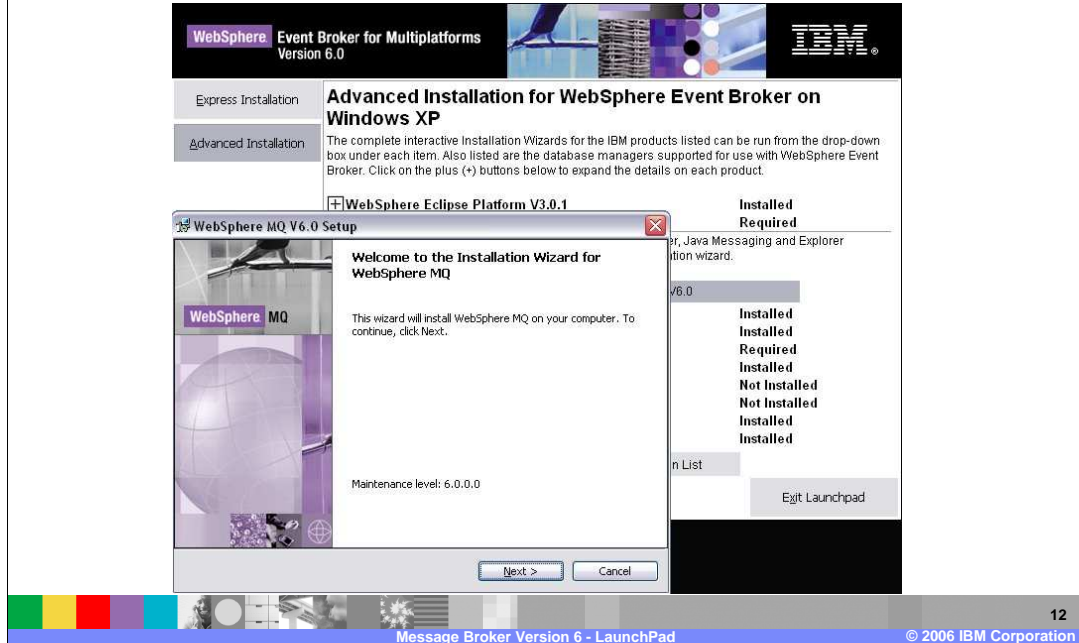 WebSphere. Event Broker for Multiplatforms
Version 6.0
IBM®
Express Installation
Advanced Installation
Advanced Installation for WebSphere Event Broker on
Windows XP
The complete interactive Installation Wizards for the IBM products listed can be run from the drop-down
box under each item. Also listed are the database managers supported for use with WebSphere Event
Broker. Click on the plus (+) buttons below to expand the details on each product.
+ WebSphere Eclipse Platform V3.0.1 Installed
Required
er, Java Messaging and Explorer
tion wizard.
V6.0
Installed
Installed
Required
Installed
Not Installed
Not Installed
Installed
Installed
n List
Exit Launchpad
WebSphere MQ V6.0 Setup
WebSphere MQ
Welcome to the Installation Wizard for
WebSphere MQ
This wizard will install WebSphere MQ on your computer. To
continue, click Next.
Maintenance level: 6.0.0.0
Next >
Cancel
12
Message Broker Version 6 - LaunchPad
© 2006 IBM Corporation